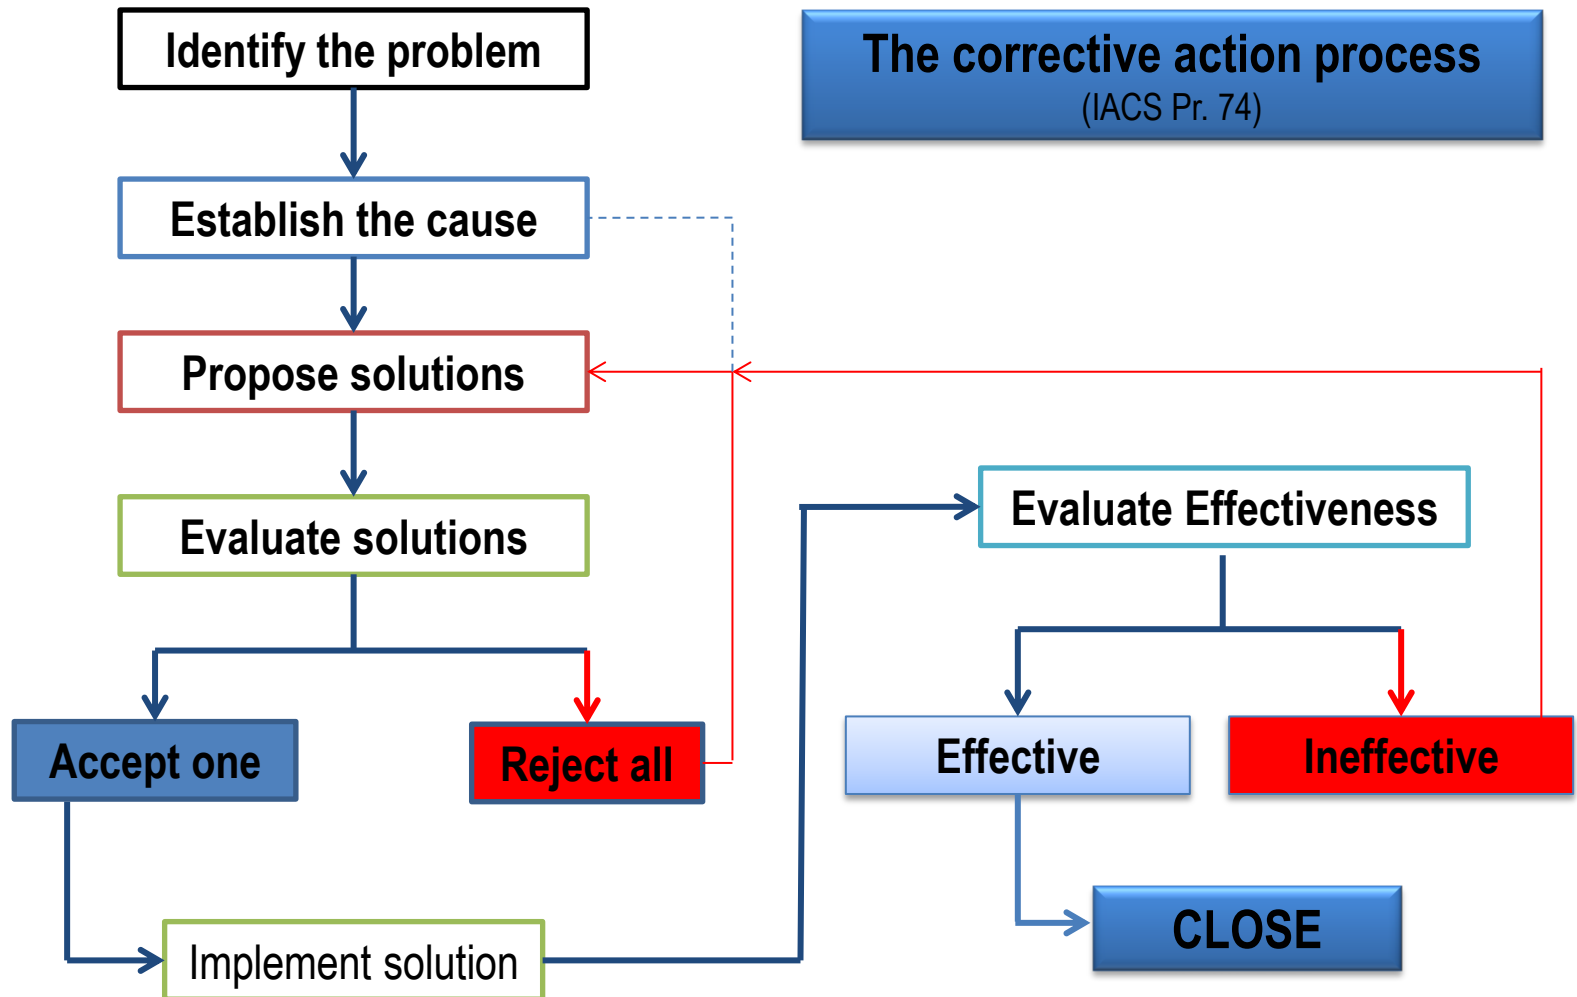 Identify the problem
The corrective action process
(IACS Pr. 74)
Establish the cause
Propose solutions
Evaluate solutions
Evaluate Effectiveness
Accept one
Reject all
Effective
Ineffective
Implement solution
CLOSE